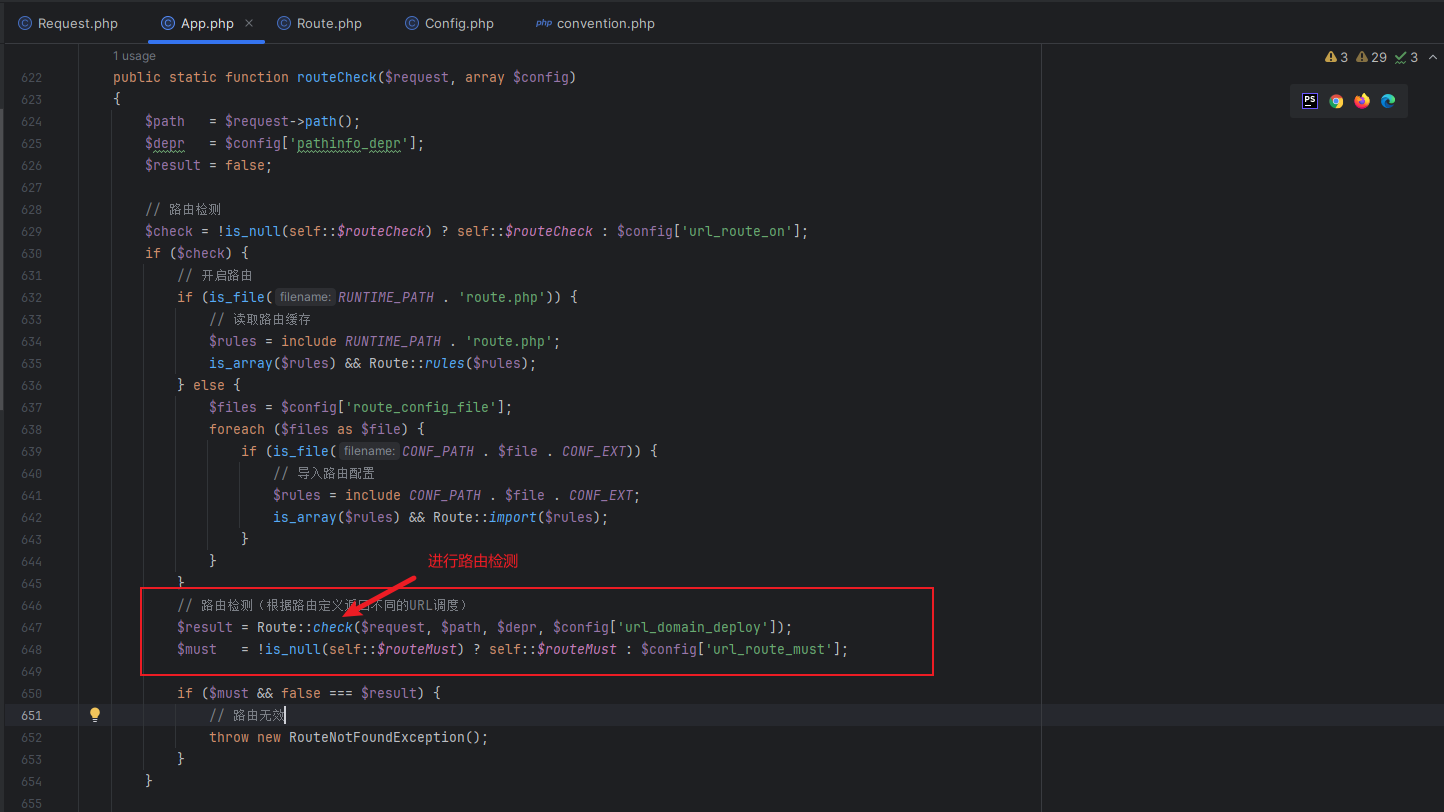 Request.php App.php Route.php Config.php php convention.php
1 usage
3 29 3
622 public static function routeCheck($request, array $config)
623 {
PS
624 $path   = $request->path();
625 $depr   = $config['pathinfo_depr'];
626 $result = false;
627
628 // 路由检测
629 $check = !is_null(self::$routeCheck) ? self::$routeCheck : $config['url_route_on'];
630 if ($check) {
631 // 开启路由
632 if (is_file( filename: RUNTIME_PATH . 'route.php')) {
633 // 读取路由缓存
634 $rules = include RUNTIME_PATH . 'route.php';
635 is_array($rules) && Route::rules($rules);
636 } else {
637 $files = $config['route_config_file'];
638 foreach ($files as $file) {
639 if (is_file( filename: CONF_PATH . $file . CONF_EXT)) {
640 // 导入路由配置
641 $rules = include CONF_PATH . $file . CONF_EXT;
642 is_array($rules) && Route::import($rules);
643 }
644 }
进行路由检测
645 }
646 // 路由检测（根据路由定义返回不同的URL调度）
647 $result = Route::check($request, $path, $depr, $config['url_domain_deploy']);
648 $must   = !is_null(self::$routeMust) ? self::$routeMust : $config['url_route_must'];
649
650 if ($must && false === $result) {
651 // 路由无效
652 throw new RouteNotFoundException();
653 }
654 }
655